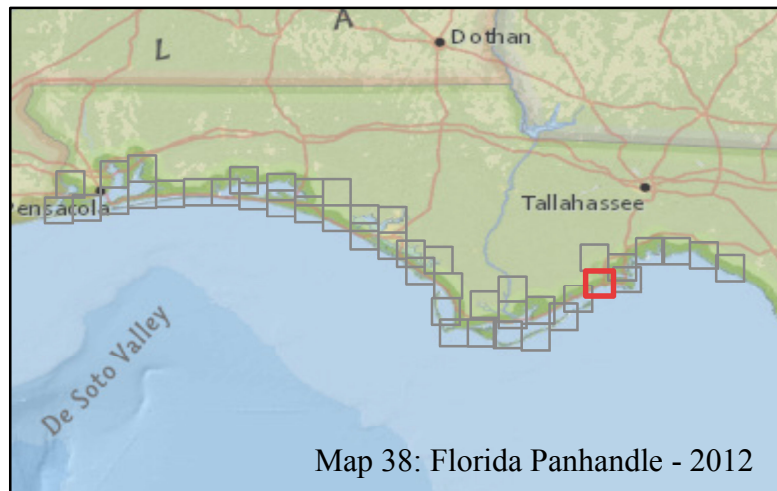 L A
Dothan
Tallahassee
Pensacola
De Soto Valley
Map 38: Florida Panhandle - 2012